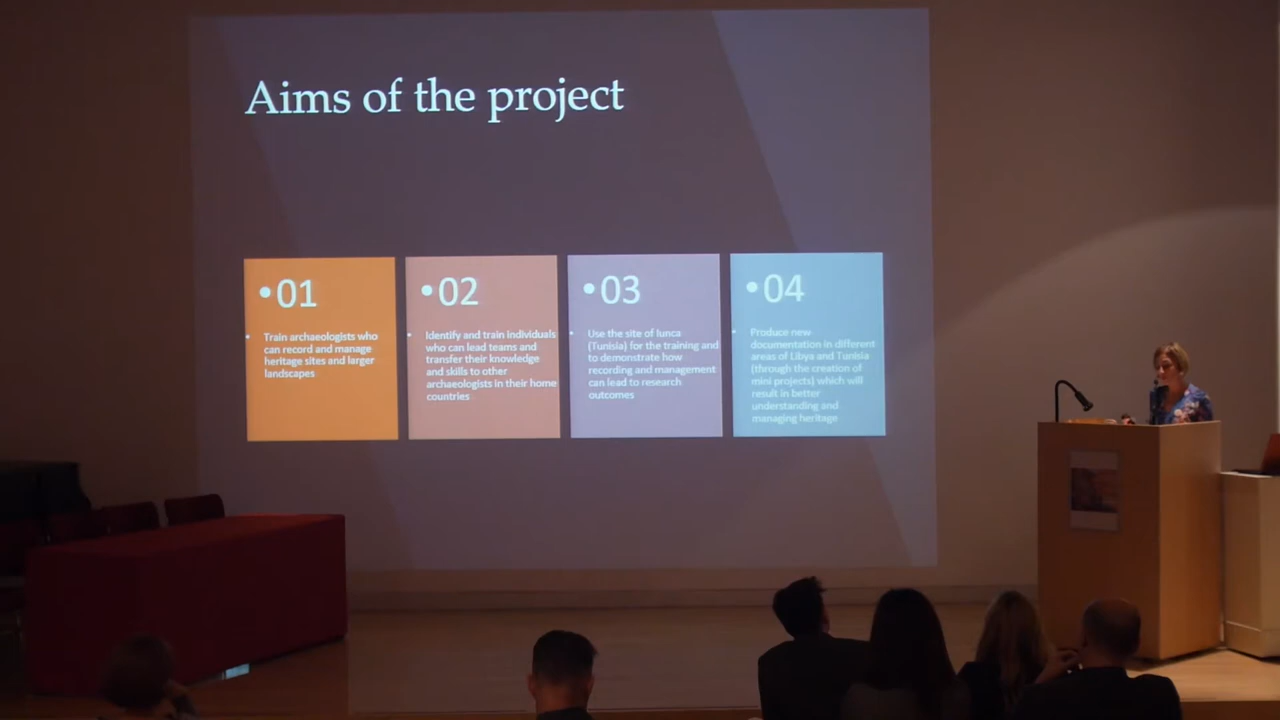 Aims of the project
• 01
• Train archaeologists who
can record and manage
heritage sites and larger
landscapes
• 02
• Identify and train individuals
who can lead teams and
transfer their knowledge
and skills to other
archaeologists in their home
countries
• 03
• Use the site of Iunca
(Tunisia) for the training and
to demonstrate how
recording and management
can lead to research
outcomes
• 04
• Produce new
documentation in different
areas of Libya and Tunisia
(through the creation of
mini projects) which will
result in better
understanding and
managing heritage